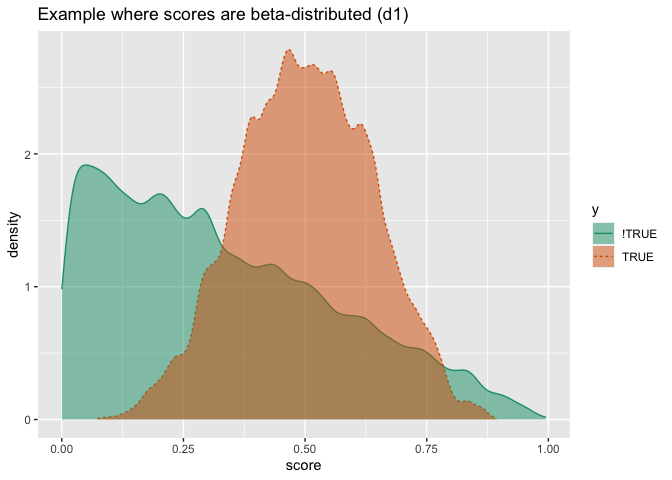 Example where scores are beta-distributed (d1)
density
2
1
0
0.00
0.25
0.50
0.75
1.00
score
y
!TRUE
TRUE